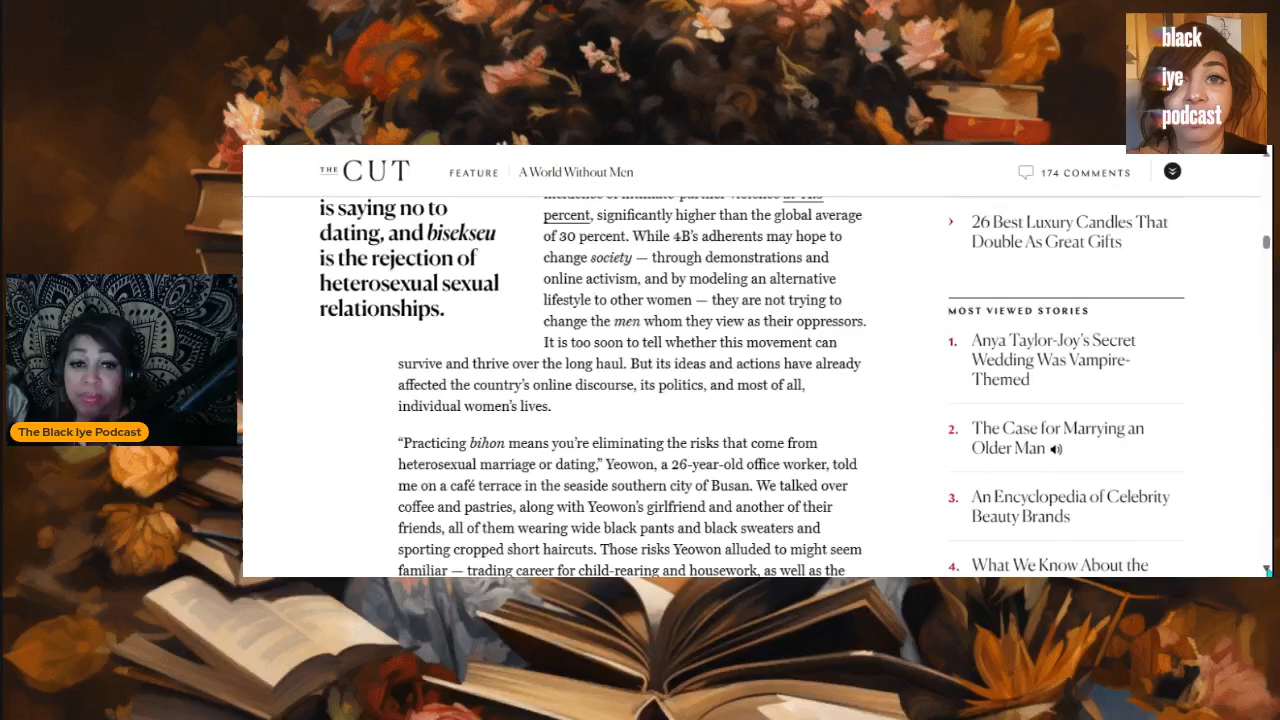 black
iye
podcast
THE CUT
FEATURE
A World Without Men
174 COMMENTS
is saying no to
dating, and bisekseu
is the rejection of
heterosexual sexual
relationships.
percent, significantly higher than the global average
of 30 percent. While 4B’s adherents may hope to
change society — through demonstrations and
online activism, and by modeling an alternative
lifestyle to other women — they are not trying to
change the men whom they view as their oppressors.
It is too soon to tell whether this movement can
survive and thrive over the long haul. But its ideas and actions have already
affected the country’s online discourse, its politics, and most of all,
individual women’s lives.
“Practicing bihon means you’re eliminating the risks that come from
heterosexual marriage or dating,” Yeowon, a 26-year-old office worker, told
me on a café terrace in the seaside southern city of Busan. We talked over
coffee and pastries, along with Yeowon’s girlfriend and another of their
friends, all of them wearing wide black pants and black sweaters and
sporting cropped short haircuts. Those risks Yeowon alluded to might seem
familiar — trading career for child-rearing and housework, as well as the
26 Best Luxury Candles That
Double As Great Gifts
MOST VIEWED STORIES
1. Anya Taylor-Joy’s Secret
Wedding Was Vampire-
Themed
2. The Case for Marrying an
Older Man
3. An Encyclopedia of Celebrity
Beauty Brands
4. What We Know About the
The Black Iye Podcast